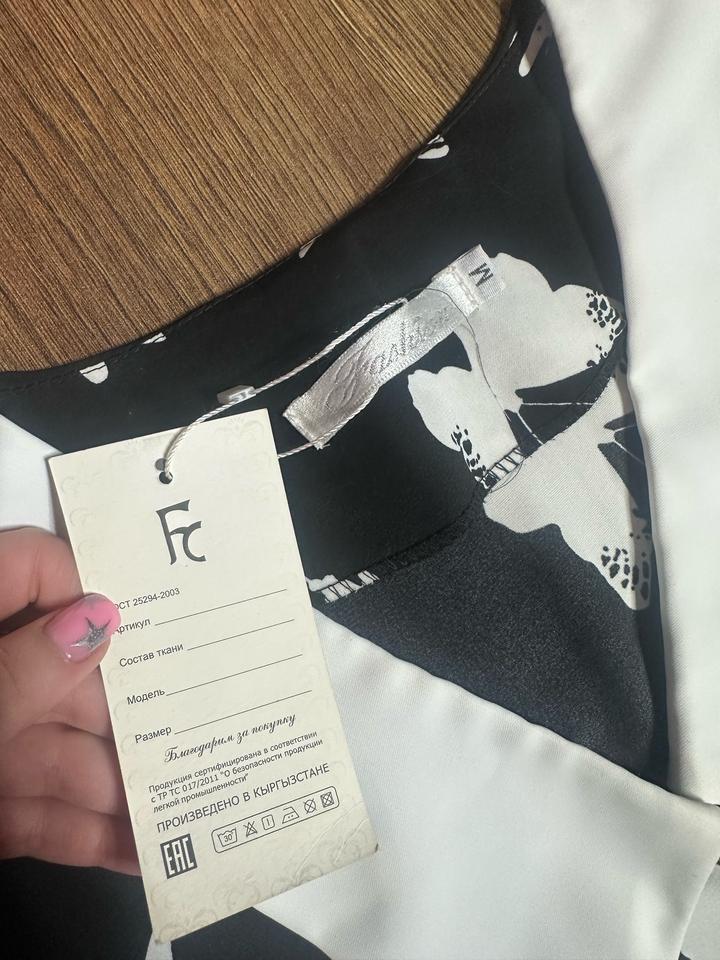 M
Fashion
Fc
ОСТ 25294-2003
Артикул
Состав ткани
Модель
Размер
Благодарим за покупку
Продукция сертифицирована в соответствии
с ТР ТС 017/2011 "О безопасности продукции
легкой промышленности"
ПРОИЗВЕДЕНО В КЫРГЫЗСТАНЕ
EAC
30°